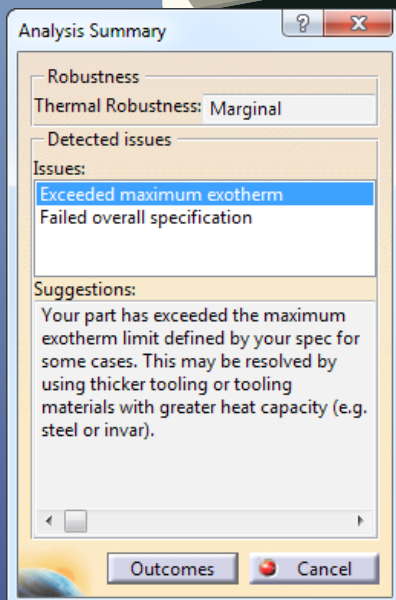 Analysis Summary
Robustness
Thermal Robustness: Marginal
Detected issues
Issues:
Exceeded maximum exotherm
Failed overall specification
Suggestions:
Your part has exceeded the maximum
exotherm limit defined by your spec for
some cases. This may be resolved by
using thicker tooling or tooling
materials with greater heat capacity (e.g.
steel or invar).
Outcomes Cancel